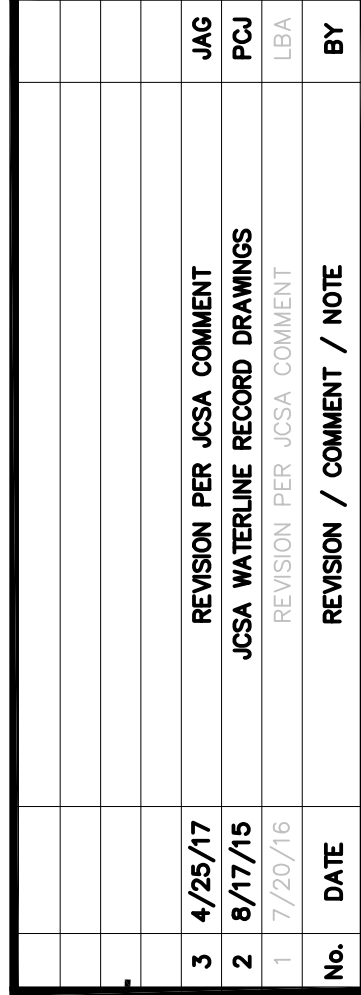 3 4/25/17 REVISION PER JCSA COMMENT JAG
2 8/17/15 JCSA WATERLINE RECORD DRAWINGS PCJ
1 7/20/16 REVISION PER JCSA COMMENT LBA
No. DATE REVISION / COMMENT / NOTE BY